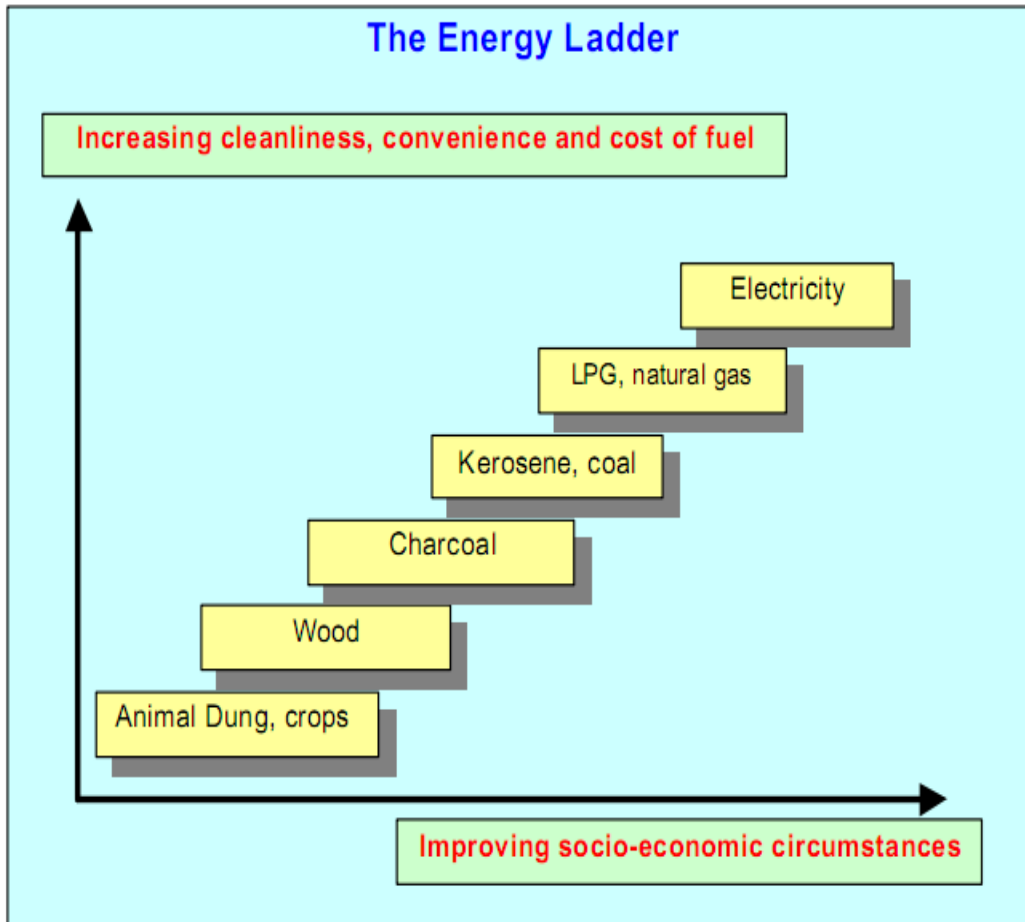 The Energy Ladder
Increasing cleanliness, convenience and cost of fuel
Electricity
LPG, natural gas
Kerosene, coal
Charcoal
Wood
Animal Dung, crops
Improving socio-economic circumstances